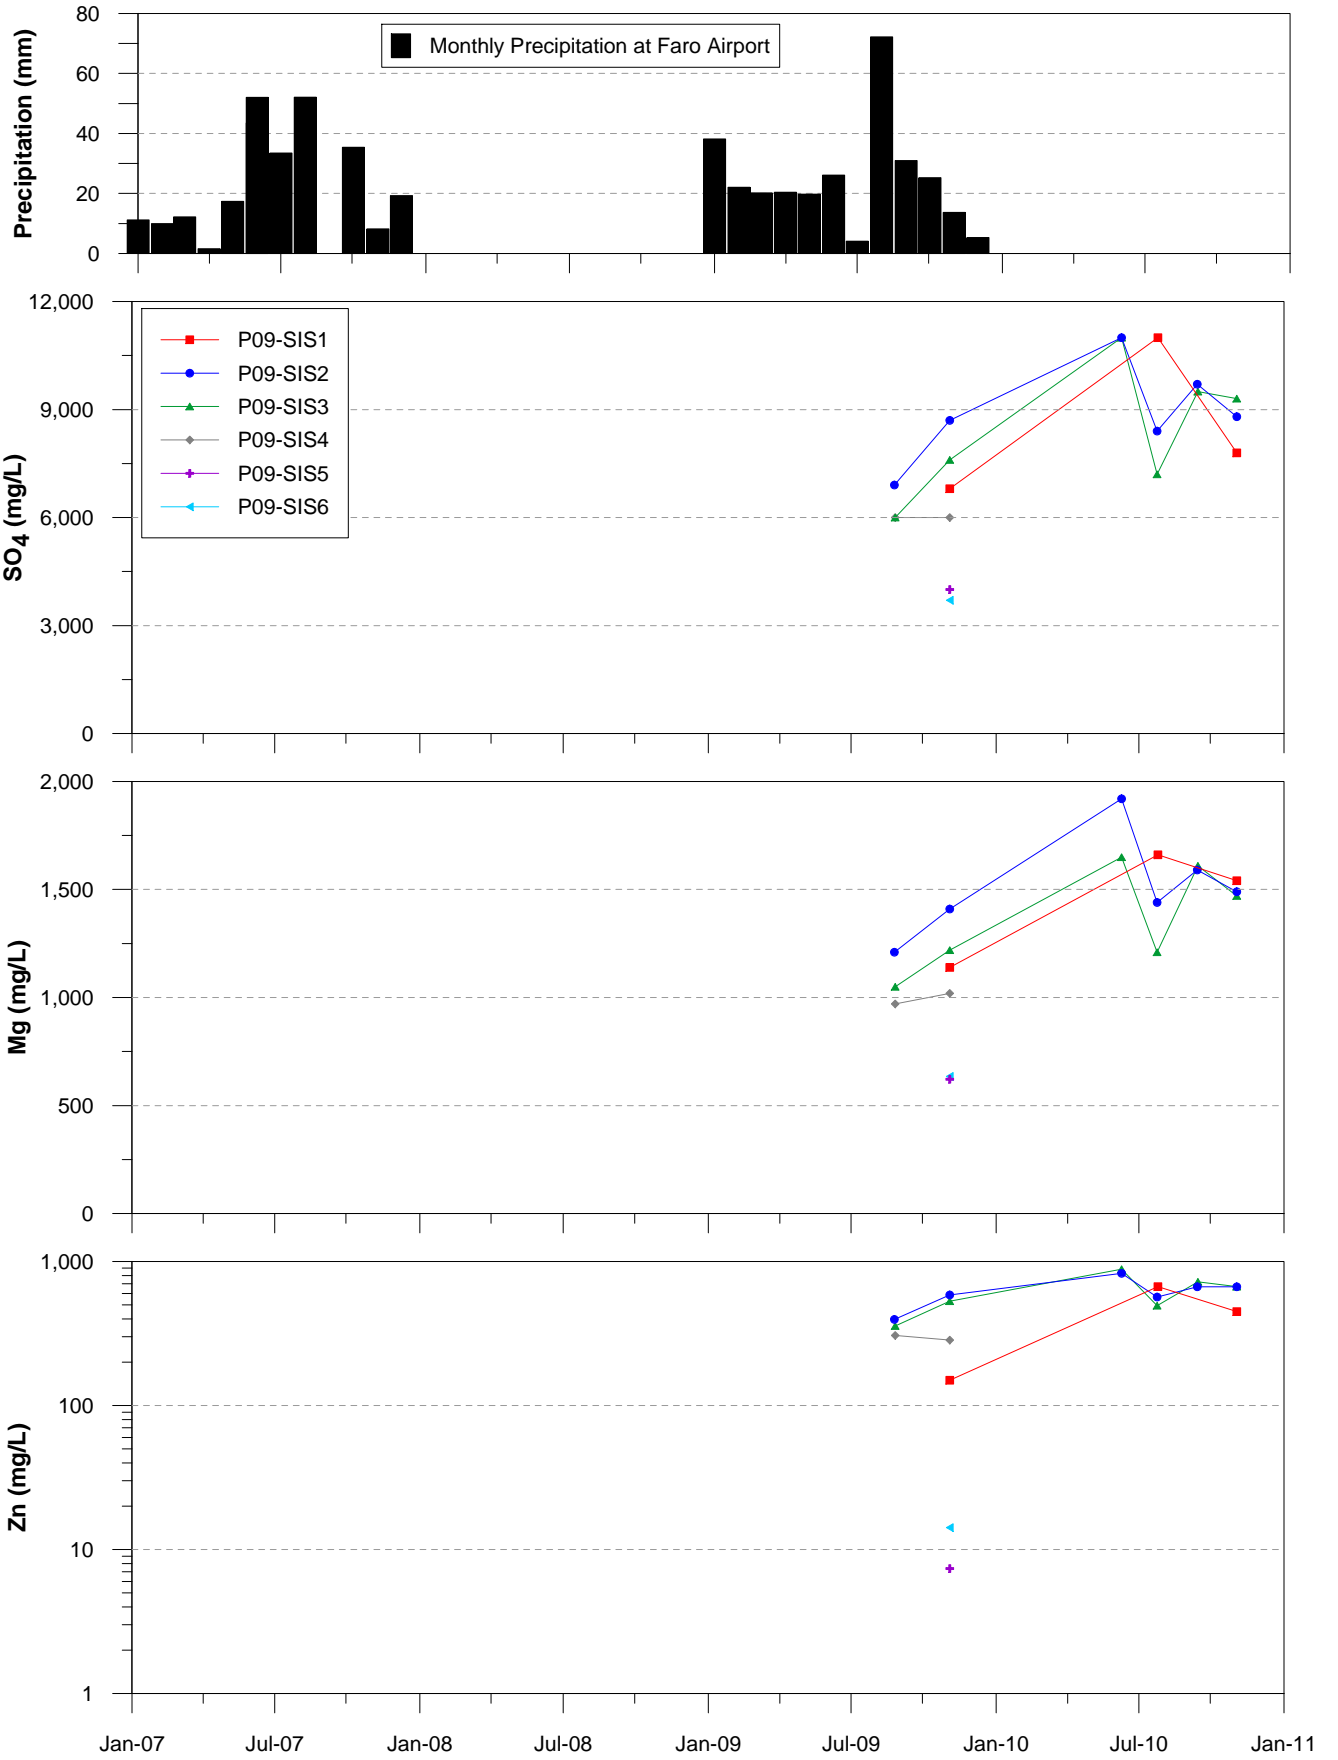 80
60
40
20
0
Precipitation (mm)
Monthly Precipitation at Faro Airport
12,000
9,000
6,000
3,000
0
SO4 (mg/L)
P09-SIS1
P09-SIS2
P09-SIS3
P09-SIS4
P09-SIS5
P09-SIS6
2,000
1,500
1,000
500
0
Mg (mg/L)
1,000
100
10
1
Zn (mg/L)
Jan-07 Jul-07 Jan-08 Jul-08 Jan-09 Jul-09 Jan-10 Jul-10 Jan-11